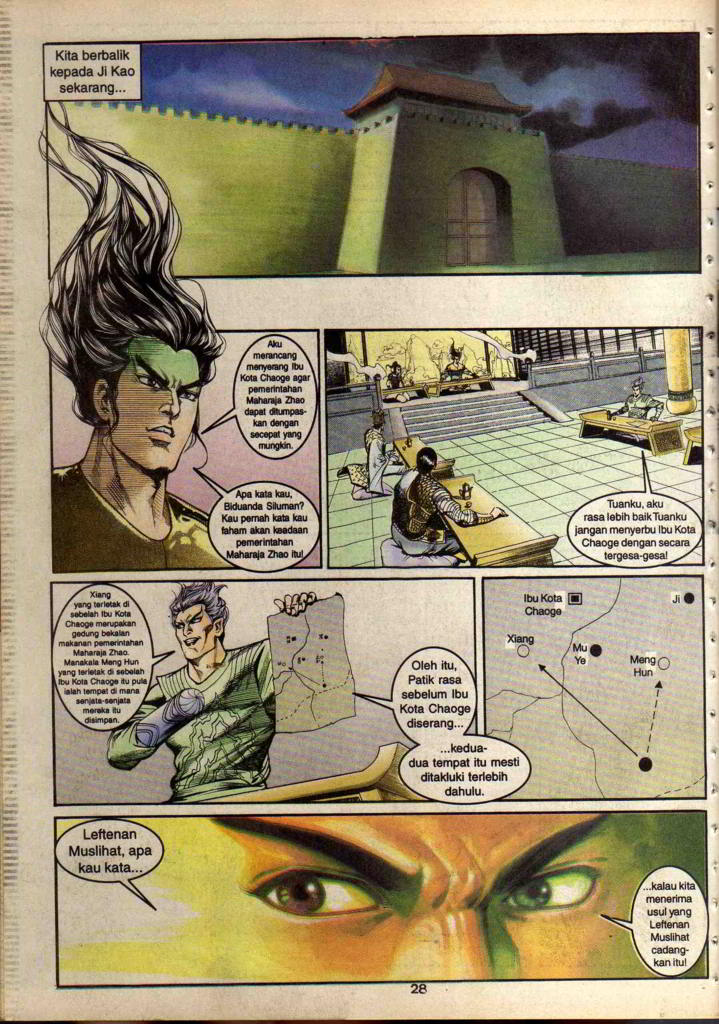 Kita berbalik
kepada Ji Kao
sekarang...
Aku
merancang
menyerang Ibu
Kota Chaoge agar
pemerintahan
Maharaja Zhao
dapat ditumpas-
kan dengan
secepat yang
mungkin.
Apa kata kau,
Biduanda Siluman?
Kau pernah kata kau
faham akan keadaan
pemerintahan
Maharaja Zhao itu!
Tuanku, aku
rasa lebih baik Tuanku
jangan menyerbu Ibu Kota
Chaoge dengan secara
tergesa-gesa!
Xiang
yang terletak di
sebelah Ibu Kota
Chaoge merupakan
gedung bekalan
makanan pemerintahan
Maharaja Zhao.
Manakala Meng Hun
yang terletak di sebelah
Ibu Kota Chaoge itu pula
ialah tempat di mana
senjata-senjata
mereka itu
disimpan.
Oleh itu,
Patik rasa
sebelum Ibu
Kota Chaoge
diserang...
...kedua-
dua tempat itu mesti
ditakluki terlebih
dahulu.
Ibu Kota
Chaoge
Ji
Xiang
Mu
Ye
Meng
Hun
Leftenan
Muslihat, apa
kau kata...
...kalau kita
menerima
usul yang
Leftenan
Muslihat
cadang-
kan itu!
28